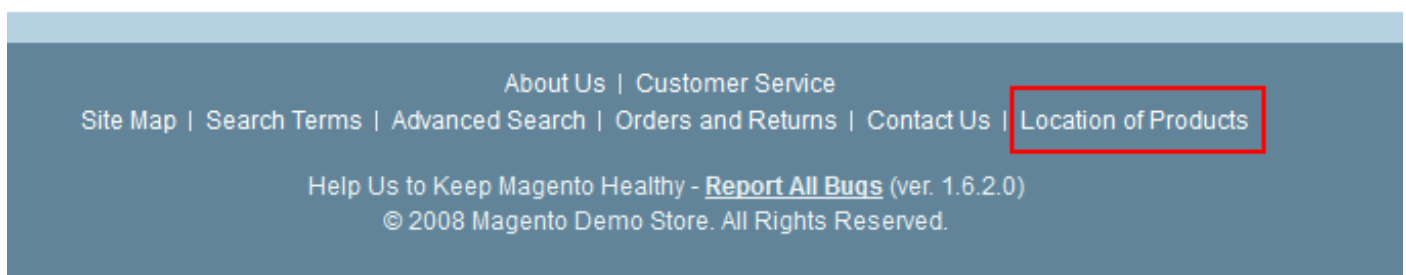 About Us | Customer Service
Site Map | Search Terms | Advanced Search | Orders and Returns | Contact Us | Location of Products
Help Us to Keep Magento Healthy - Report All Bugs (ver. 1.6.2.0)
© 2008 Magento Demo Store. All Rights Reserved.